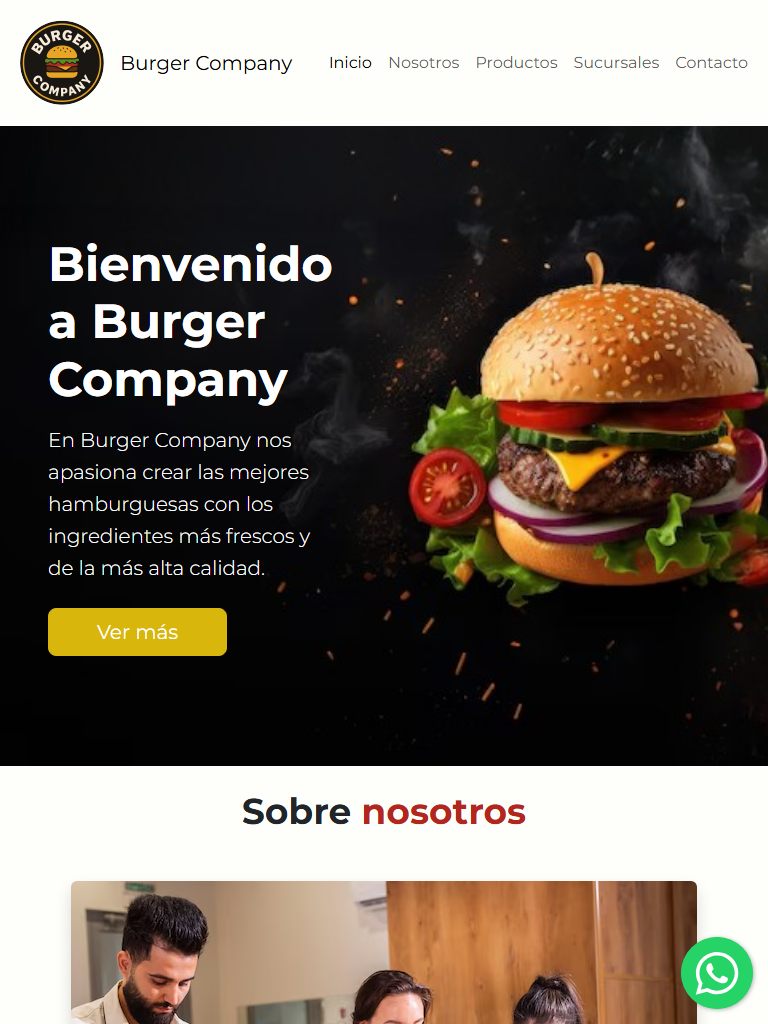 BURGER
COMPANY
Burger Company
Inicio Nosotros Productos Sucursales Contacto
Bienvenido
a Burger
Company
En Burger Company nos
apasiona crear las mejores
hamburguesas con los
ingredientes más frescos y
de la más alta calidad.
Ver más
Sobre nosotros